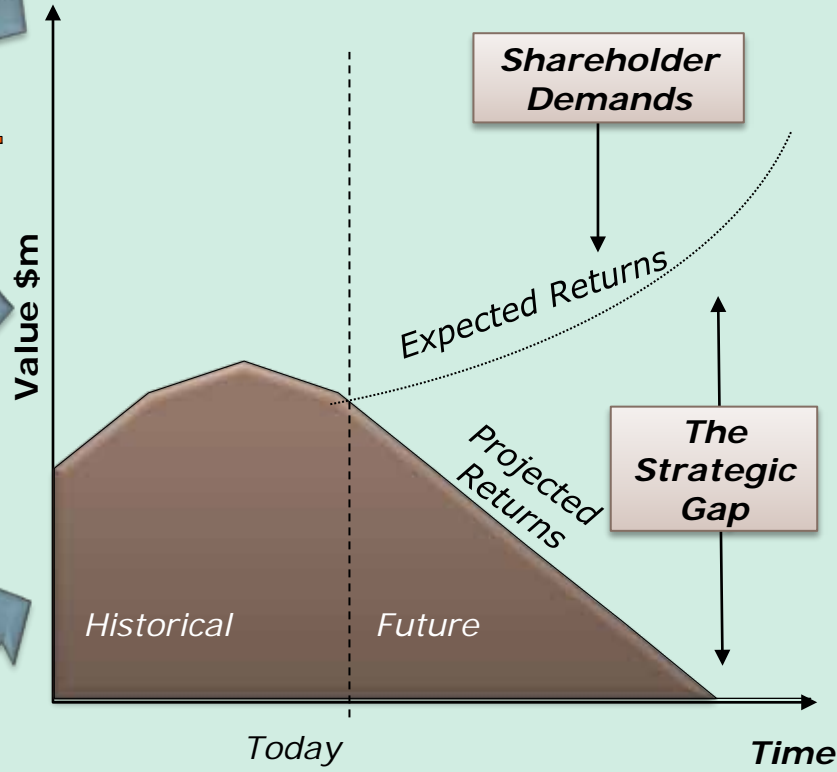 Shareholder
Demands
Value $m
Expected Returns
Projected
Returns
The
Strategic
Gap
Historical
Future
Today
Time